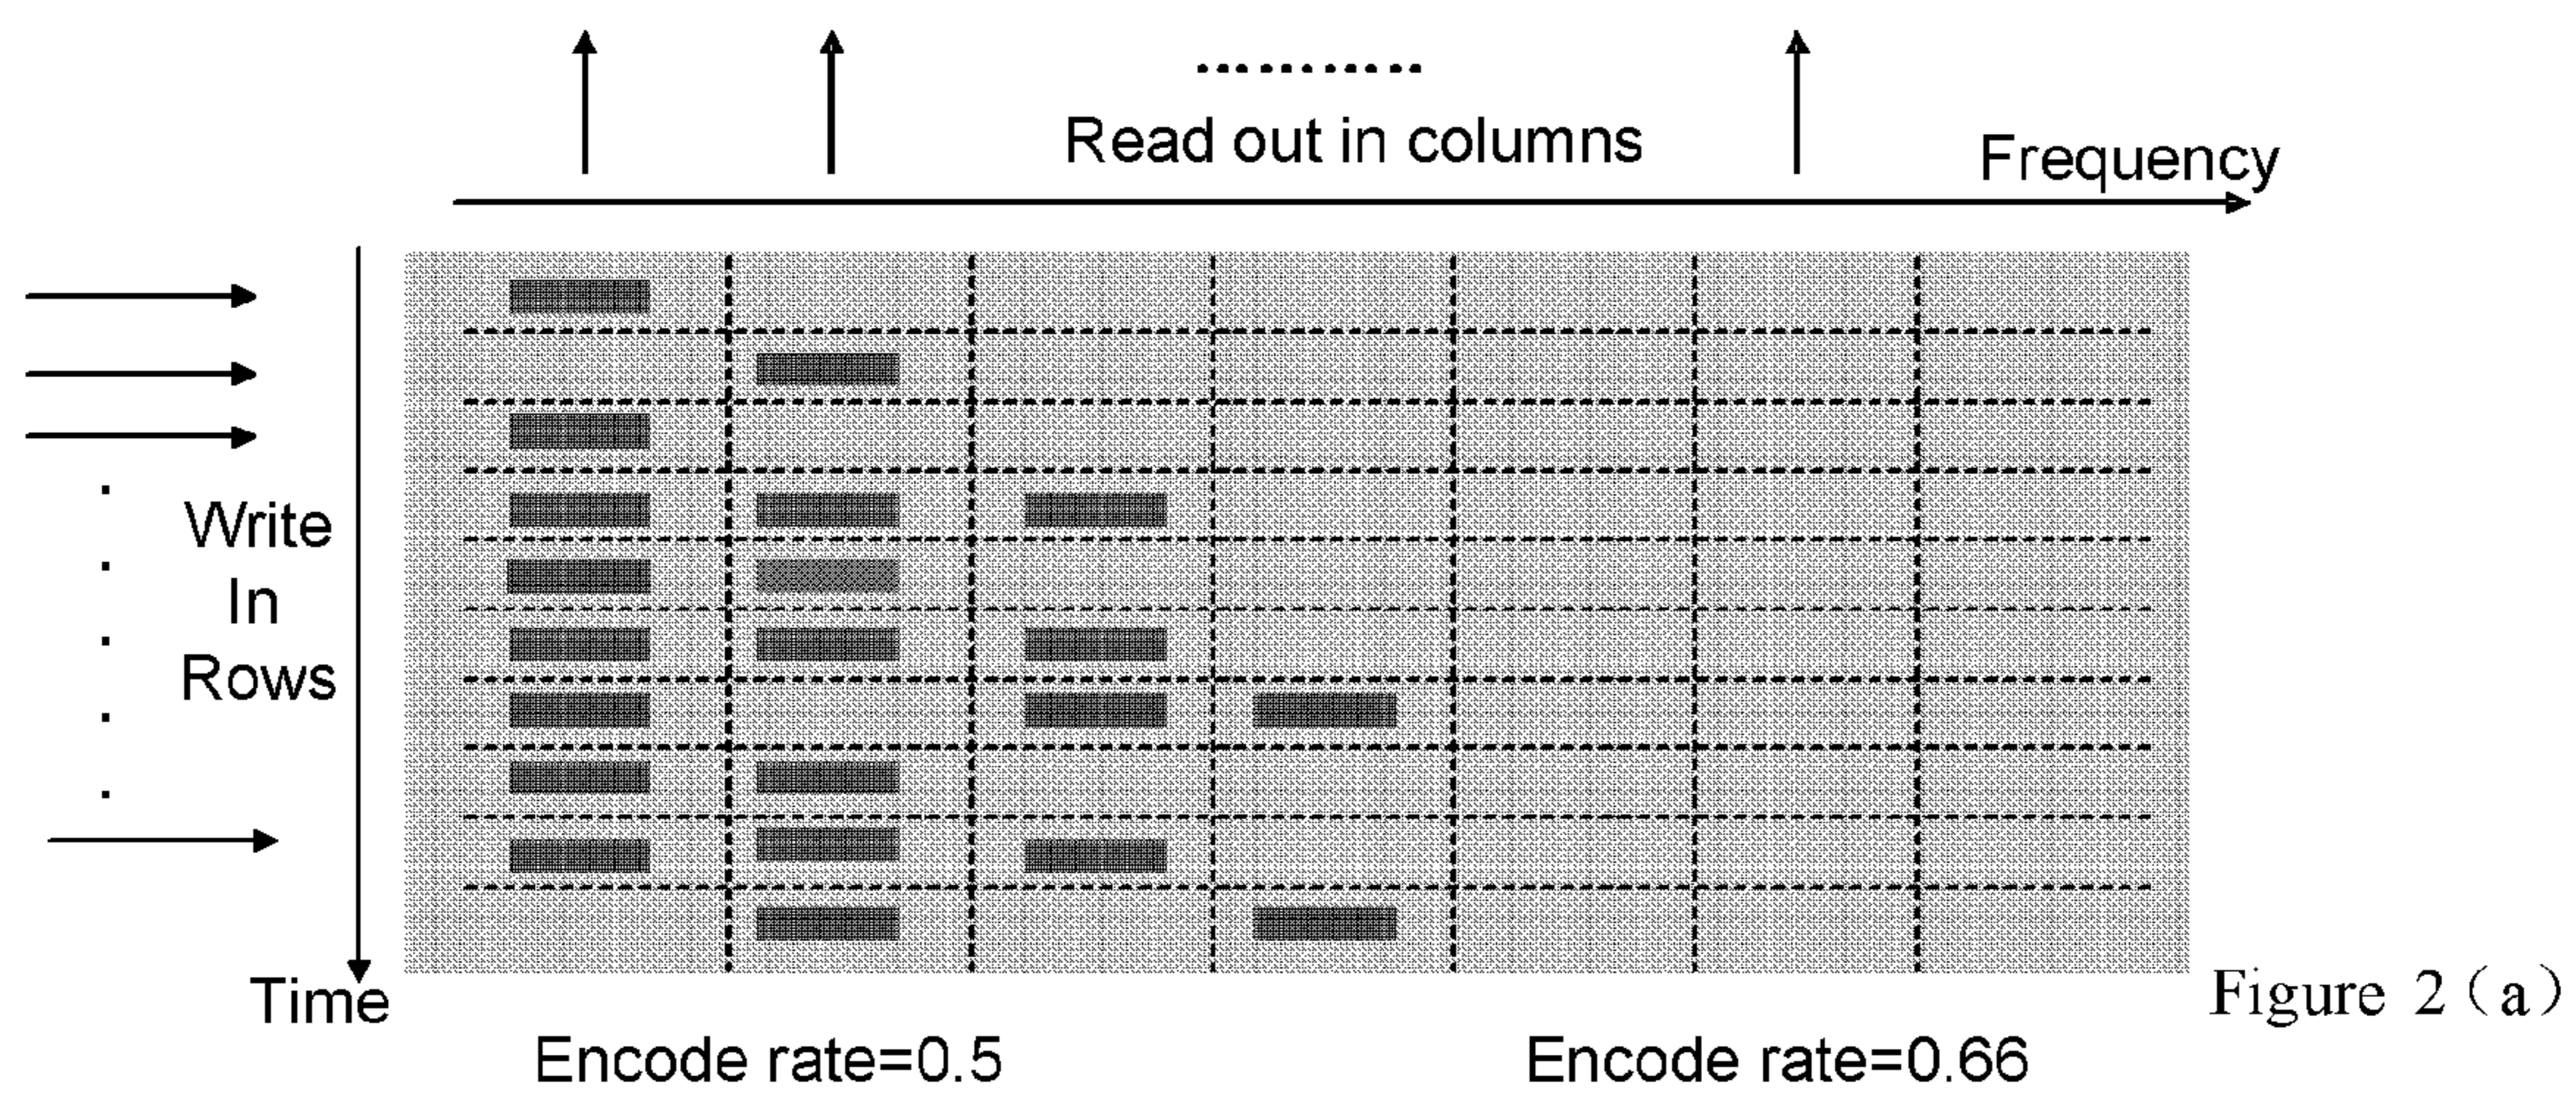 Read out in columns
Frequency
Write
In
Rows
Time
Figure 2（a）
Encode rate=0.5
Encode rate=0.66